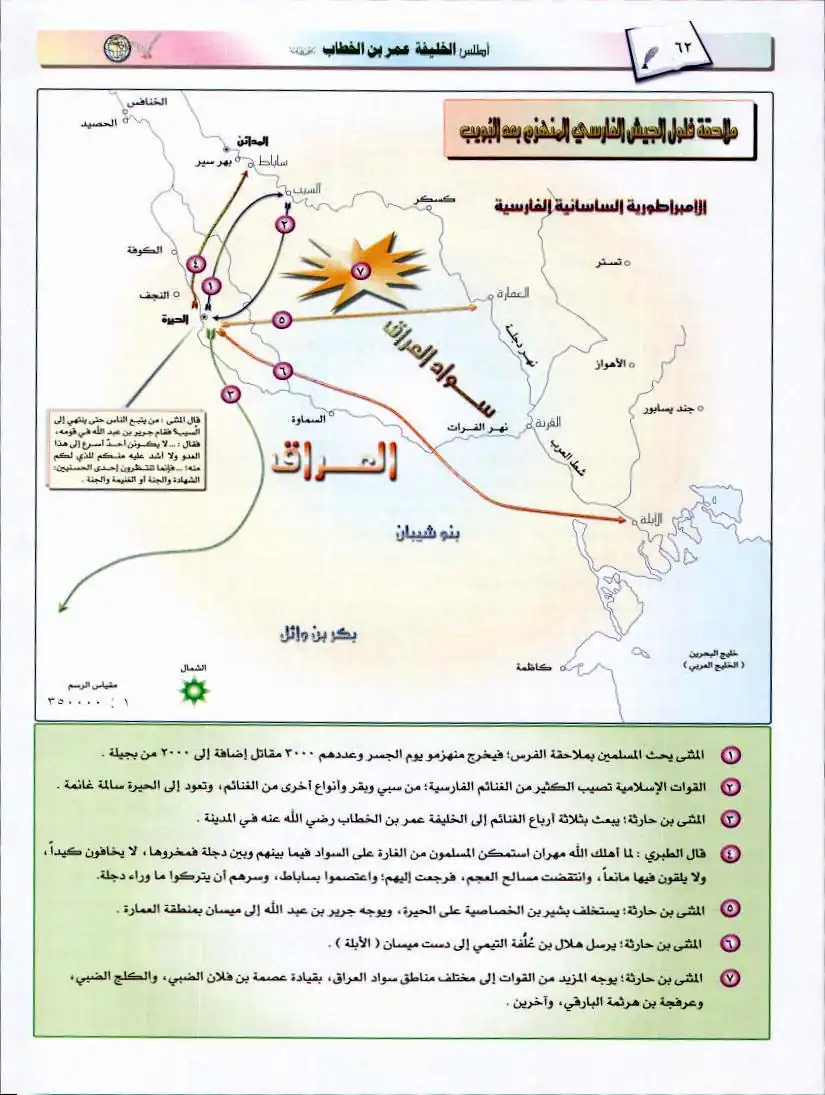 ٦٢
أطلس الخليفة عمر بن الخطاب
ملاحقة فلول الجيش الفارسي المنهزم بعد البُويب
الإمبراطورية الساسانية الفارسية
الخنافس
الحصيد
المدائن
بهر سير
ساباط
السيب
كسكر
تستر
الكوفة
النجف
الحيرة
العمارة
نهر دجلة
الأهواز
سواد العراق
جند يسابور
السماوة
نهر الفرات
القرنة
شط العرب
العراق
الأبلة
بنو شيبان
بكر بن وائل
كاظمة
خليج البحرين
( الخليج العربي )
الشمال
مقياس الرسم
١ : ٣٥٠٠٠٠٠
١
٢
٣
٤
٥
٦
٧
قال المثنى : من يتبع الناس حتى ينتهي إلى
السيب؟ فقام جرير بن عبد الله في قومه،
فقال : ... لا يكونن أحدٌ أسرع إلى هذا
العدو ولا أشد عليه منكم للذي لكم
منه؛ .. فإنما تنتظرون إحدى الحسنيين:
الشهادة والجنة أو الغنيمة والجنة .
١ المثنى يحث المسلمين بملاحقة الفرس؛ فيخرج منهزمو يوم الجسر وعددهم ٣٠٠٠ مقاتل إضافة إلى ٢٠٠٠ من بجيلة .
٢ القوات الإسلامية تصيب الكثير من الغنائم الفارسية؛ من سبي وبقر وأنواع أخرى من الغنائم، وتعود إلى الحيرة سالمة غانمة .
٣ المثنى بن حارثة؛ يبعث بثلاثة أرباع الغنائم إلى الخليفة عمر بن الخطاب رضي الله عنه في المدينة .
٤ قال الطبري : لما أهلك الله مهران استمكن المسلمون من الغارة على السواد فيما بينهم وبين دجلة فمخروها، لا يخافون كيداً،
ولا يلقون فيها مانعاً، وانتقضت مسالح العجم، فرجعت إليهم؛ واعتصموا بساباط، وسرهم أن يتركوا ما وراء دجلة.
٥ المثنى بن حارثة؛ يستخلف بشير بن الخصاصية على الحيرة، ويوجه جرير بن عبد الله إلى ميسان بمنطقة العمارة .
٦ المثنى بن حارثة؛ يرسل هلال بن عُلَّفة التيمي إلى دست ميسان ( الأبلة ) .
٧ المثنى بن حارثة؛ يوجه المزيد من القوات إلى مختلف مناطق سواد العراق، بقيادة عصمة بن فلان الضبي، والكلج الضبي،
وعرفجة بن هرثمة البارقي، وآخرين .